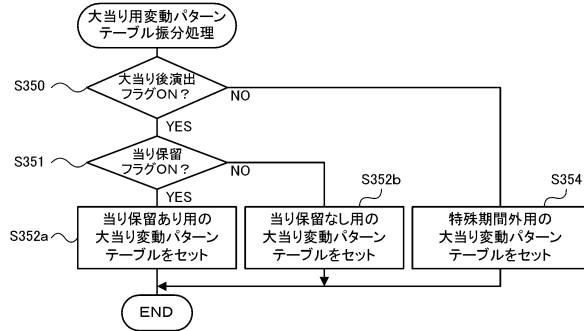 大当り用変動パターン
テーブル振分処理
S350
大当り後演出
フラグON?
NO
YES
S351
当り保留
フラグON?
NO
YES
S352b
S354
S352a
当り保留あり用の
大当り変動パターン
テーブルをセット
当り保留なし用の
大当り変動パターン
テーブルをセット
特殊期間外用の
大当り変動パターン
テーブルをセット
END